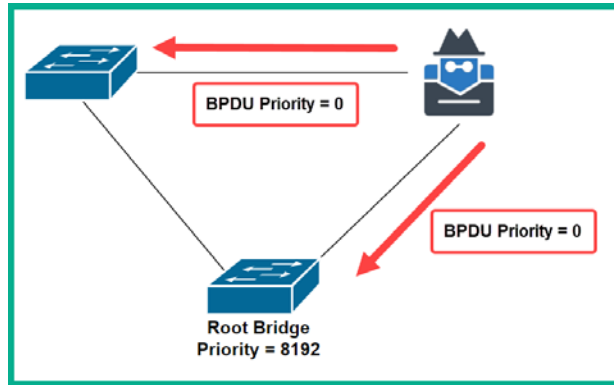 BPDU Priority = 0
BPDU Priority = 0
Root Bridge
Priority = 8192